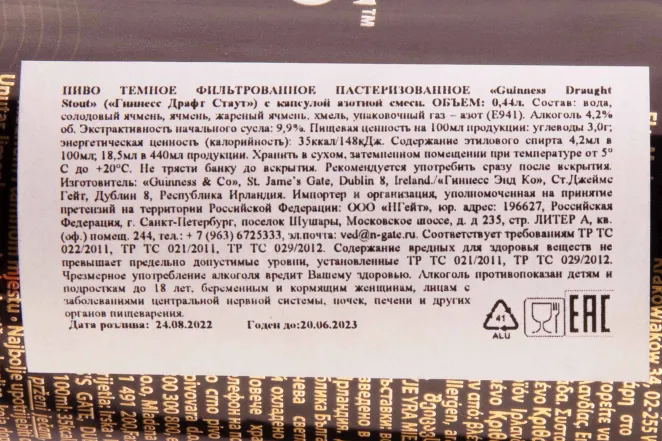 TM
ПИВО ТЕМНОЕ ФИЛЬТРОВАННОЕ ПАСТЕРИЗОВАННОЕ «Guinness Draught
Stout» («Гиннесс Драфт Стаут») с капсулой азотной смеси. ОБЪЕМ: 0,44л. Состав: вода,
солодовый ячмень, ячмень, жареный ячмень, хмель, упаковочный газ – азот (Е941). Алкоголь 4,2%
об. Экстрактивность начального сусла: 9,9%. Пищевая ценность на 100мл продукции: углеводы 3,0г;
энергетическая ценность (калорийность): 35ккал/148кДж. Содержание этилового спирта 4,2мл в
100мл; 18,5мл в 440мл продукции. Хранить в сухом, затемненном помещении при температуре от 5°
С до +20°С. Не трясти банку до вскрытия. Рекомендуется употребить сразу после вскрытия.
Изготовитель: «Guinness & Co», St. Jame's Gate, Dublin 8, Ireland./«Гиннесс Энд Ко», Ст.Джеймс
Гейт, Дублин 8, Республика Ирландия. Импортер и организация, уполномоченная на принятие
претензий на территории Российской Федерации: ООО «НГейт», юр. адрес: 196627, Российская
Федерация, г. Санкт-Петербург, поселок Шушары, Московское шоссе, д. д 235, стр. ЛИТЕР А, кв.
(оф.) помещ. 244, тел.: + 7 (963) 6725333, эл.почта: ved@n-gate.ru. Соответствует требованиям ТР ТС
022/2011, ТР ТС 021/2011, ТР ТС 029/2012. Содержание вредных для здоровья веществ не
превышает предельно допустимые уровни, установленные ТР ТС 021/2011, ТР ТС 029/2012.
Чрезмерное употребление алкоголя вредит Вашему здоровью. Алкоголь противопоказан детям и
подросткам до 18 лет, беременным и кормящим женщинам, лицам с
заболеваниями центральной нервной системы, почек, печени и других
органов пищеварения.
Дата розлива: 24.08.2022 Годен до:20.06.2023
41
ALU
EAC